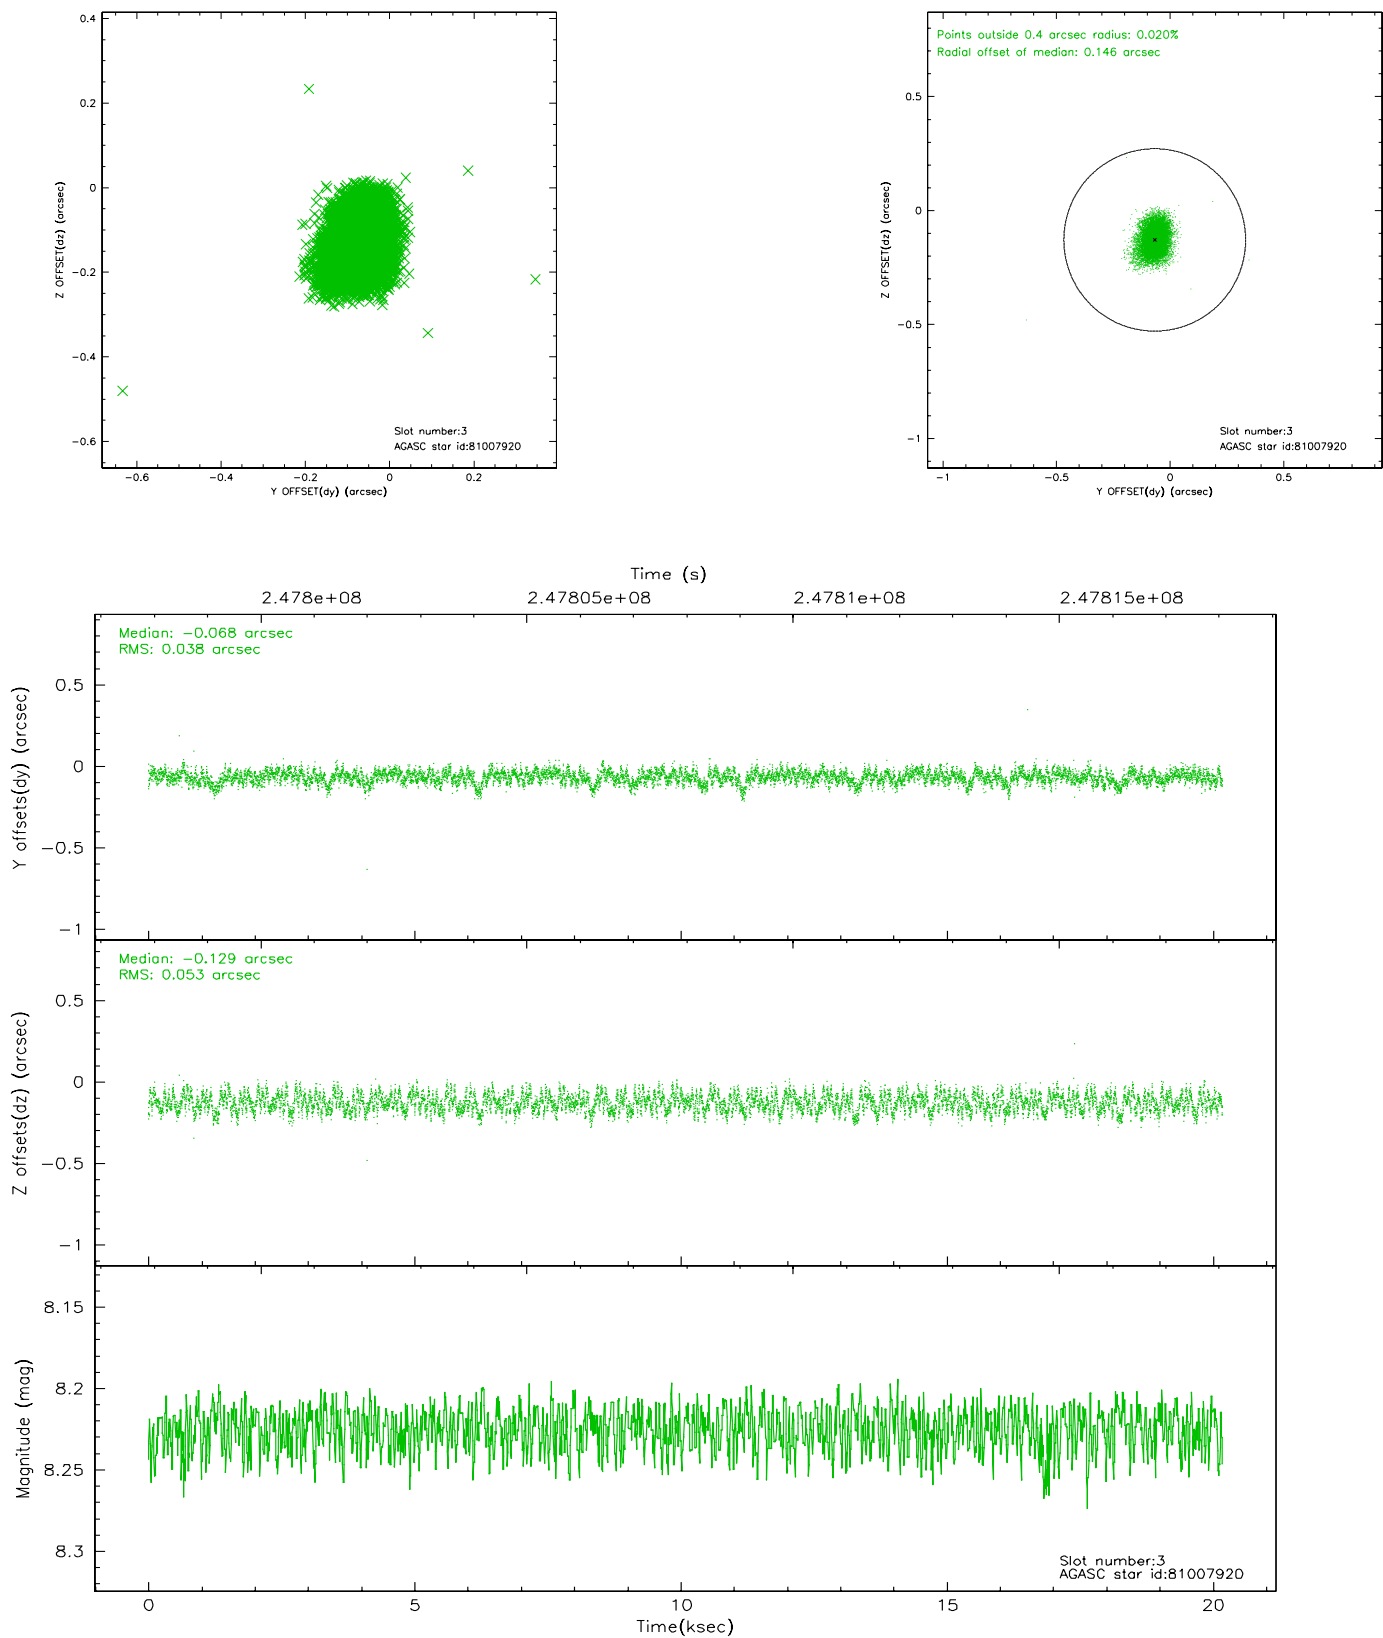 0.4
0.2
0
−0.2
−0.4
−0.6
Z OFFSET(dz) (arcsec)
Slot number:3
AGASC star id:81007920
−0.6
−0.4
−0.2
0
0.2
Y OFFSET(dy) (arcsec)
Points outside 0.4 arcsec radius: 0.020%
Radial offset of median: 0.146 arcsec
0.5
0
−0.5
−1
Z OFFSET(dz) (arcsec)
Slot number:3
AGASC star id:81007920
−1
−0.5
0
0.5
Y OFFSET(dy) (arcsec)
Time (s)
2.478e+08
2.47805e+08
2.4781e+08
2.47815e+08
Median: −0.068 arcsec
RMS: 0.038 arcsec
0.5
0
−0.5
−1
Y offsets(dy) (arcsec)
Median: −0.129 arcsec
RMS: 0.053 arcsec
0.5
0
−0.5
−1
Z offsets(dz) (arcsec)
8.15
8.2
8.25
8.3
Magnitude (mag)
Slot number:3
AGASC star id:81007920
0
5
10
15
20
Time(ksec)